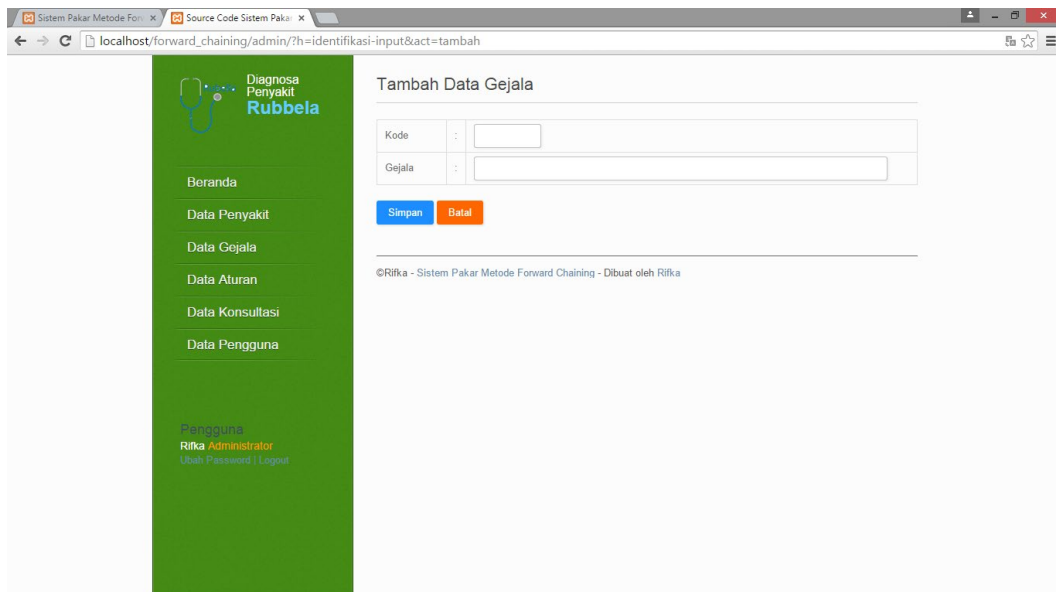 Sistem Pakar Metode For
Source Code Sistem Pakar
localhost/forward_chaining/admin/?h=identifikasi-input&act=tambah
Diagnosa
Penyakit
Rubbela
Beranda
Data Penyakit
Data Gejala
Data Aturan
Data Konsultasi
Data Pengguna
Pengguna
Rifka Administrator
Ubah Password | Logout
Tambah Data Gejala
Kode :
Gejala :
Simpan Batal
©Rifka - Sistem Pakar Metode Forward Chaining - Dibuat oleh Rifka